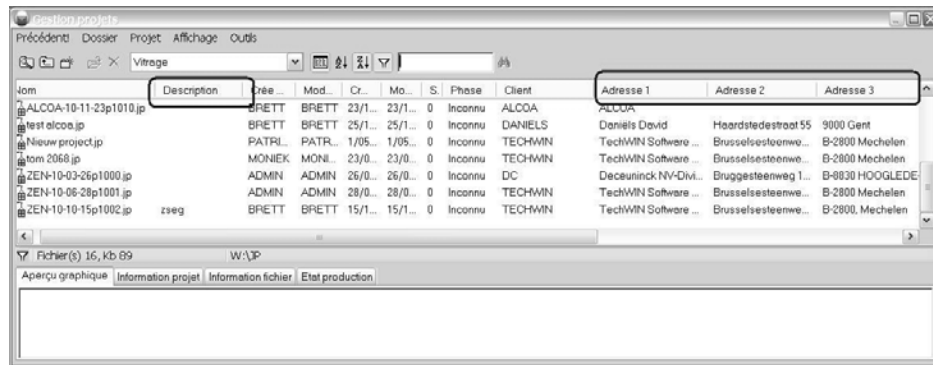 Gestion projets
Précédent! Dossier Projet Affichage Outils
Vitrage
Nom Description Crée ... Mod... Cr... Mo... S. Phase Client Adresse 1 Adresse 2 Adresse 3
ALCOA-10-11-23p1010.jp BRETT BRETT 23/1... 23/1... 0 Inconnu ALCOA ALCOA
test alcoa.jp BRETT BRETT 25/1... 25/1... 0 Inconnu DANIELS Daniëls David Haardstedestraat 55 9000 Gent
Nieuw project.jp PATRI... PATR... 1/05... 1/05... 0 Inconnu TECHWIN TechWIN Software ... Brusselsesteenwe... B-2800 Mechelen
tom 2068.jp MONIEK MONI... 23/0... 23/0... 0 Inconnu TECHWIN TechWIN Software ... Brusselsesteenwe... B-2800 Mechelen
ZEN-10-03-26p1000.jp ADMIN ADMIN 26/0... 26/0... 0 Inconnu DC Deceuninck NV-Divi... Bruggesteenweg 1... B-8830 HOOGLEDE-
ZEN-10-06-28p1001.jp ADMIN ADMIN 28/0... 28/0... 0 Inconnu TECHWIN TechWIN Software ... Brusselsesteenwe... B-2800 Mechelen
ZEN-10-10-15p1002.jp zseg BRETT BRETT 15/1... 15/1... 0 Inconnu TECHWIN TechWIN Software ... Brusselsesteenwe... B-2800, Mechelen
Fichier(s) 16, Kb 89 W:\JP
Aperçu graphique Information projet Information fichier Etat production